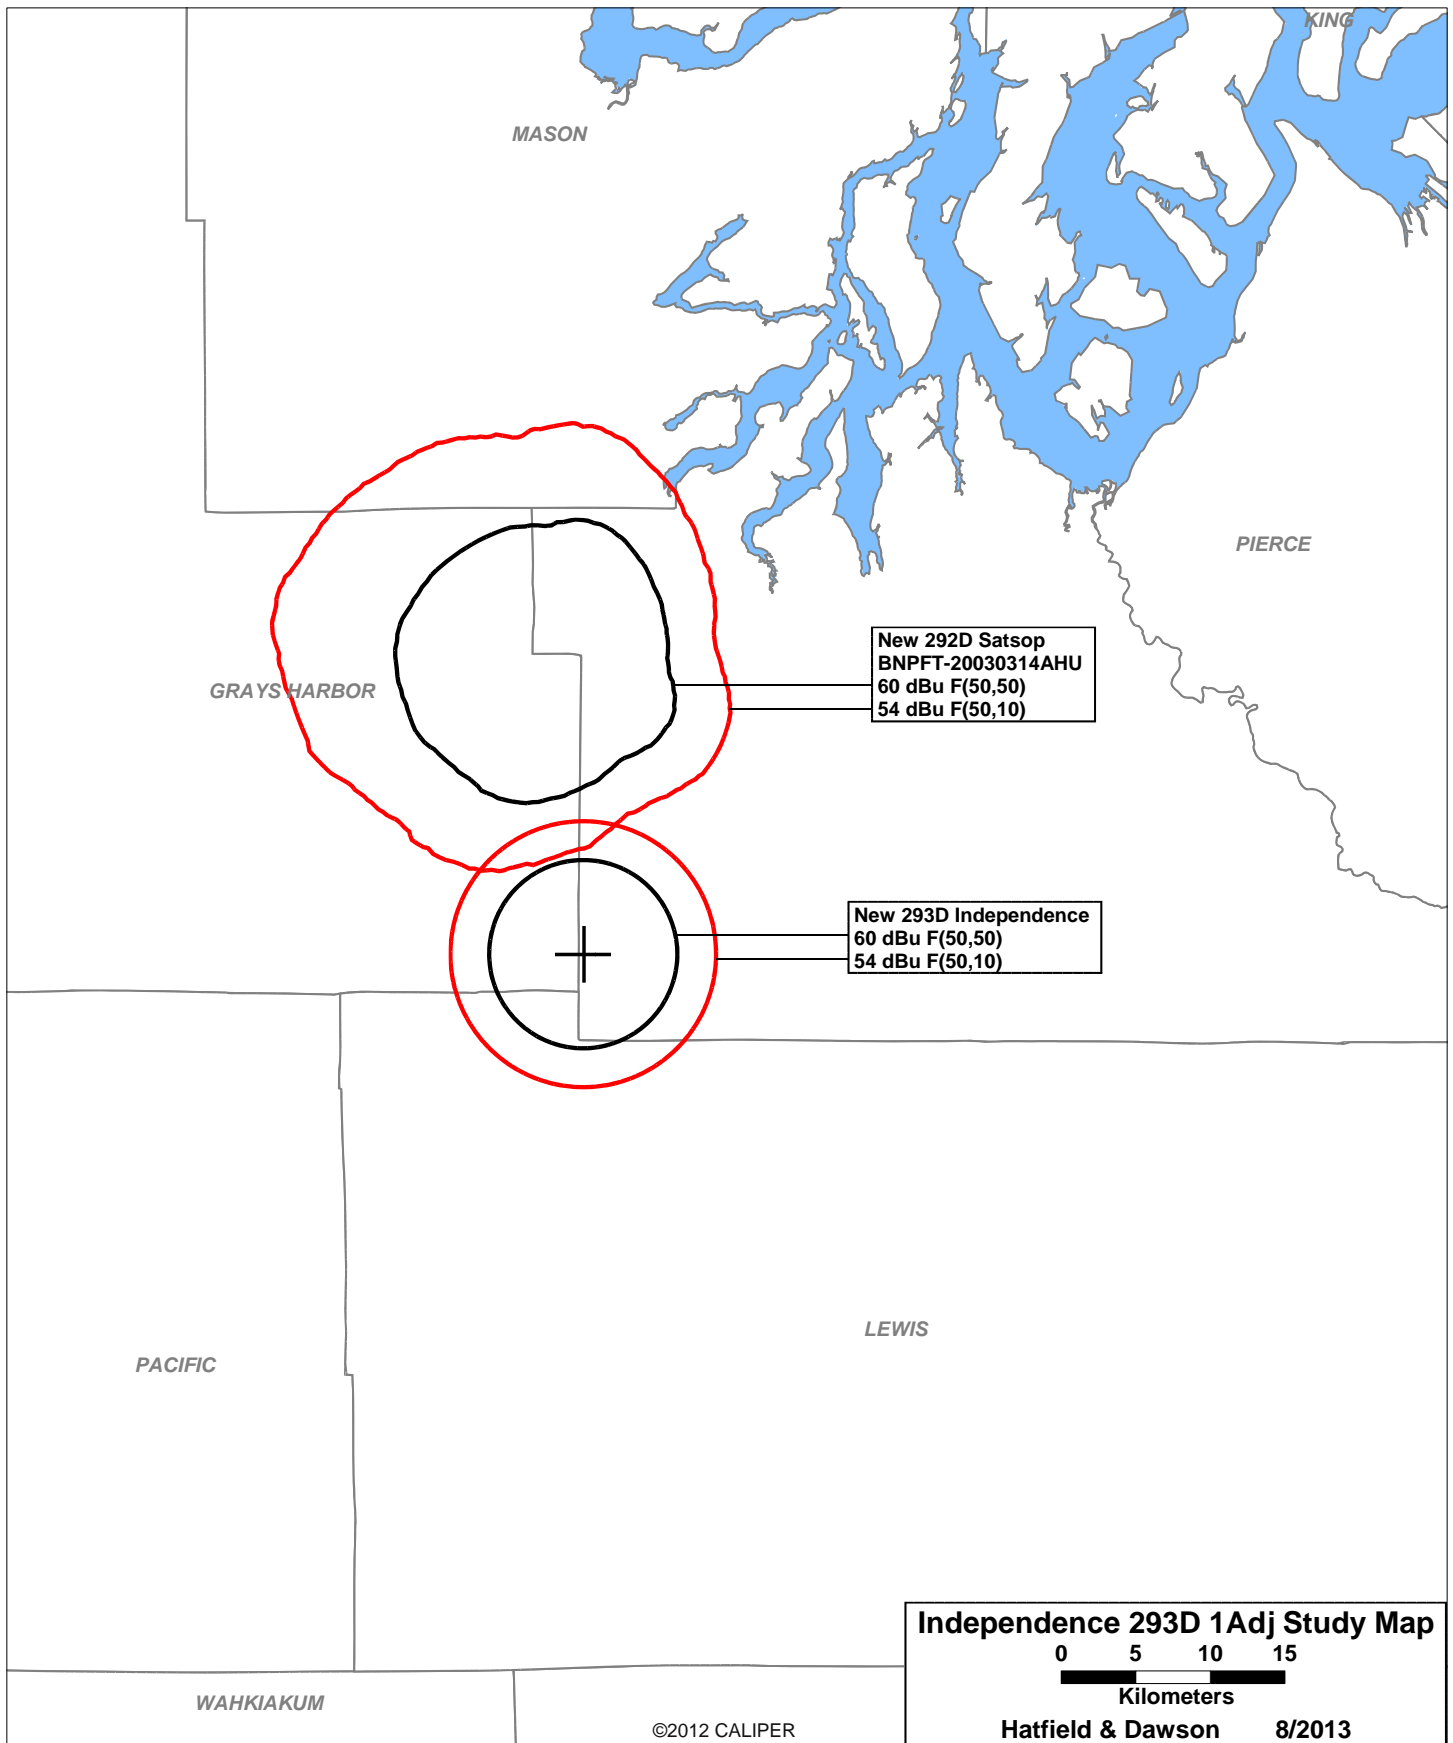 KING
MASON
PIERCE
New 292D Satsop
BNPFT-20030314AHU
60 dBu F(50,50)
54 dBu F(50,10)
GRAYS HARBOR
New 293D Independence
60 dBu F(50,50)
54 dBu F(50,10)
LEWIS
PACIFIC
WAHKIAKUM
©2012 CALIPER
Independence 293D 1Adj Study Map
0 5 10 15
Kilometers
Hatfield & Dawson 8/2013